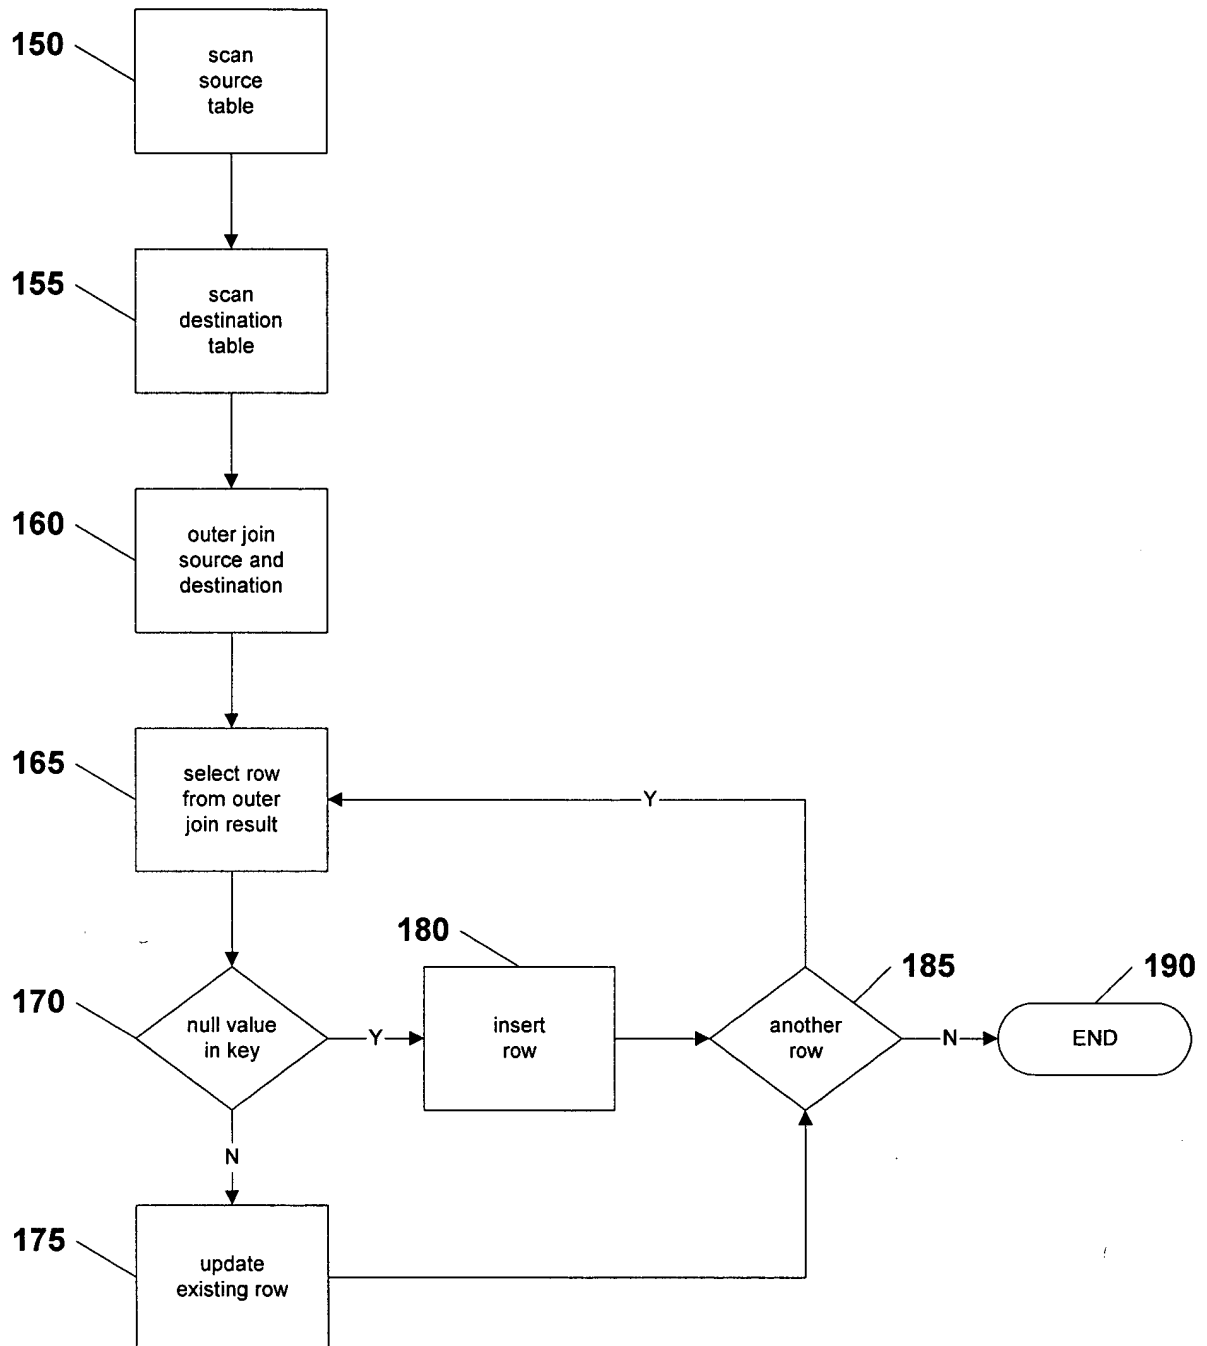 150
scan
source
table
155
scan
destination
table
160
outer join
source and
destination
165
select row
from outer
join result
Y
180
185
190
170
null value
in key
Y
insert
row
another
row
N
END
N
175
update
existing row